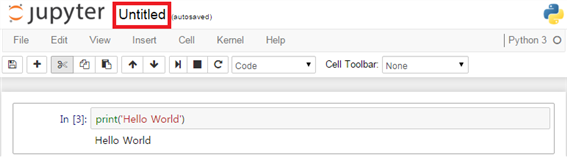 jupyter Untitled (autosaved)
File Edit View Insert Cell Kernel Help Python 3
Code Cell Toolbar: None
In [3]: print('Hello World')
Hello World